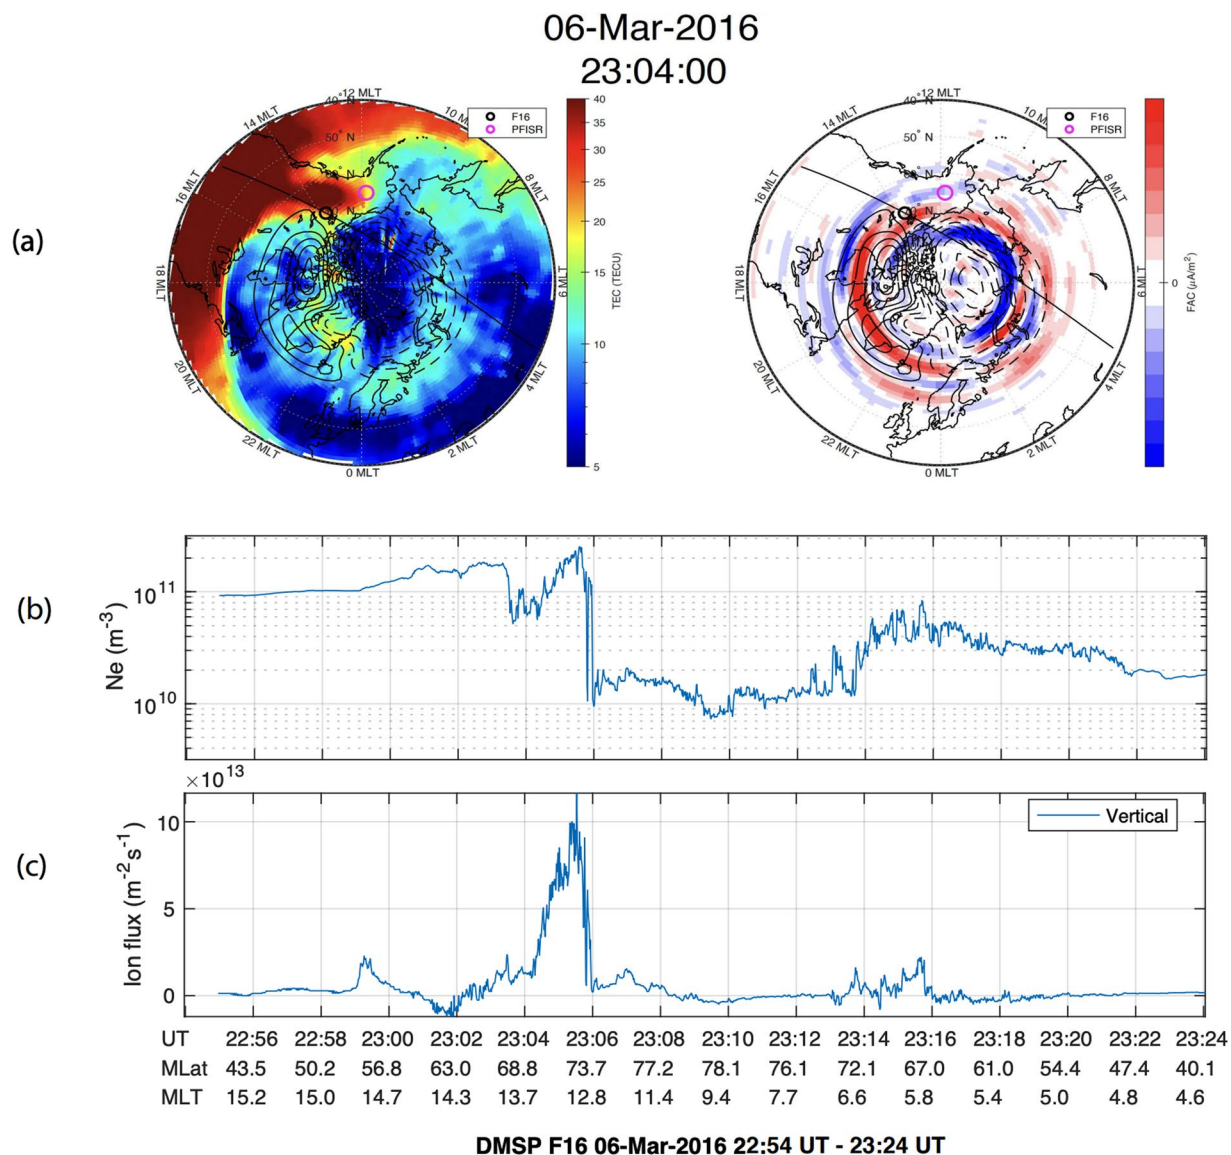 06-Mar-2016
23:04:00
(a)
40° N
12 MLT
14 MLT
10 MLT
F16
PFISR
50° N
16 MLT
8 MLT
18 MLT
6 MLT
20 MLT
4 MLT
22 MLT
2 MLT
0 MLT
40
35
30
25
20
15
10
5
TEC (TECU)
40° N
12 MLT
14 MLT
10 MLT
F16
PFISR
50° N
16 MLT
8 MLT
18 MLT
6 MLT
20 MLT
4 MLT
22 MLT
2 MLT
0 MLT
0
FAC (μA/m²)
(b)
Ne (m⁻³)
10¹¹
10¹⁰
(c)
×10¹³
Ion flux (m⁻²s⁻¹)
10
5
0
Vertical
UT 22:56 22:58 23:00 23:02 23:04 23:06 23:08 23:10 23:12 23:14 23:16 23:18 23:20 23:22 23:24
MLat 43.5 50.2 56.8 63.0 68.8 73.7 77.2 78.1 76.1 72.1 67.0 61.0 54.4 47.4 40.1
MLT 15.2 15.0 14.7 14.3 13.7 12.8 11.4 9.4 7.7 6.6 5.8 5.4 5.0 4.8 4.6
DMSP F16 06-Mar-2016 22:54 UT - 23:24 UT